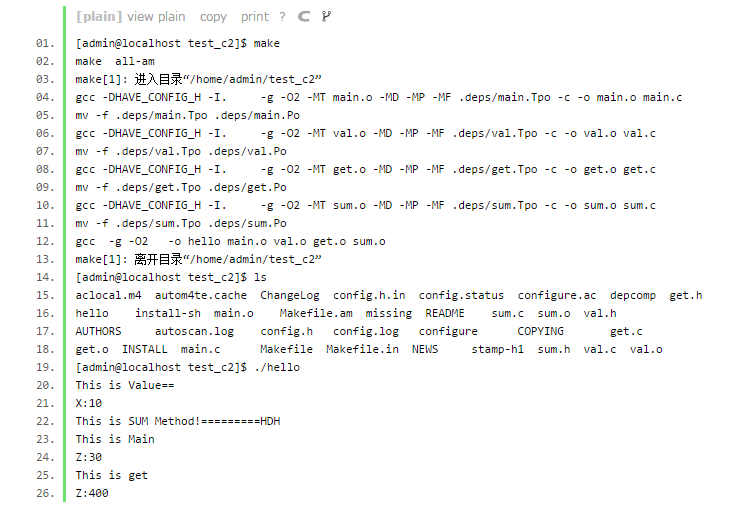 [plain] view plain copy print ?
01. [admin@localhost test_c2]$ make
02. make  all-am
03. make[1]: 进入目录“/home/admin/test_c2”
04. gcc -DHAVE_CONFIG_H -I.     -g -O2 -MT main.o -MD -MP -MF .deps/main.Tpo -c -o main.o main.c
05. mv -f .deps/main.Tpo .deps/main.Po
06. gcc -DHAVE_CONFIG_H -I.     -g -O2 -MT val.o -MD -MP -MF .deps/val.Tpo -c -o val.o val.c
07. mv -f .deps/val.Tpo .deps/val.Po
08. gcc -DHAVE_CONFIG_H -I.     -g -O2 -MT get.o -MD -MP -MF .deps/get.Tpo -c -o get.o get.c
09. mv -f .deps/get.Tpo .deps/get.Po
10. gcc -DHAVE_CONFIG_H -I.     -g -O2 -MT sum.o -MD -MP -MF .deps/sum.Tpo -c -o sum.o sum.c
11. mv -f .deps/sum.Tpo .deps/sum.Po
12. gcc  -g -O2   -o hello main.o val.o get.o sum.o
13. make[1]: 离开目录“/home/admin/test_c2”
14. [admin@localhost test_c2]$ ls
15. aclocal.m4  autom4te.cache  ChangeLog  config.h.in  config.status  configure.ac  depcomp  get.h
16. hello    install-sh  main.o    Makefile.am  missing  README    sum.c  sum.o  val.h
17. AUTHORS     autoscan.log    config.h   config.log   configure      COPYING       get.c
18. get.o  INSTALL  main.c      Makefile  Makefile.in  NEWS     stamp-h1  sum.h  val.c  val.o
19. [admin@localhost test_c2]$ ./hello
20. This is Value==
21. X:10
22. This is SUM Method!=========HDH
23. This is Main
24. Z:30
25. This is get
26. Z:400